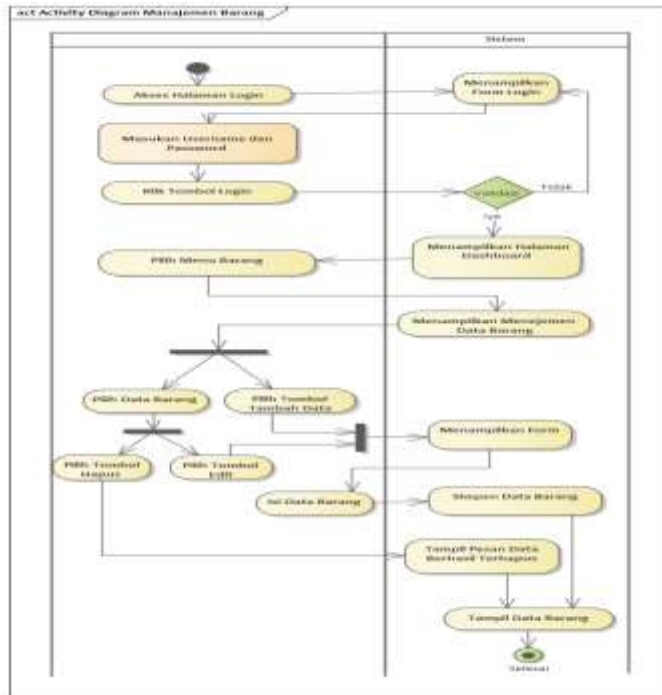 act Activity Diagram Manajemen Barang
Sistem
Akses Halaman Login
Menampilkan
Form Login
Masukan Username dan
Password
Klik Tombol Login
Validasi
Tidak
Iya
Menampilkan Halaman
Dashboard
Pilih Menu Barang
Menampilkan Menejemen
Data Barang
Pilih Data Barang
Pilih Tombol
Tambah Data
Menampilkan Form
Pilih Tombol
Hapus
Pilih Tombol
Edit
Isi Data Barang
Simpan Data Barang
Tampil Pesan Data
Berhasil Terhapus
Tampil Data Barang
Selesai